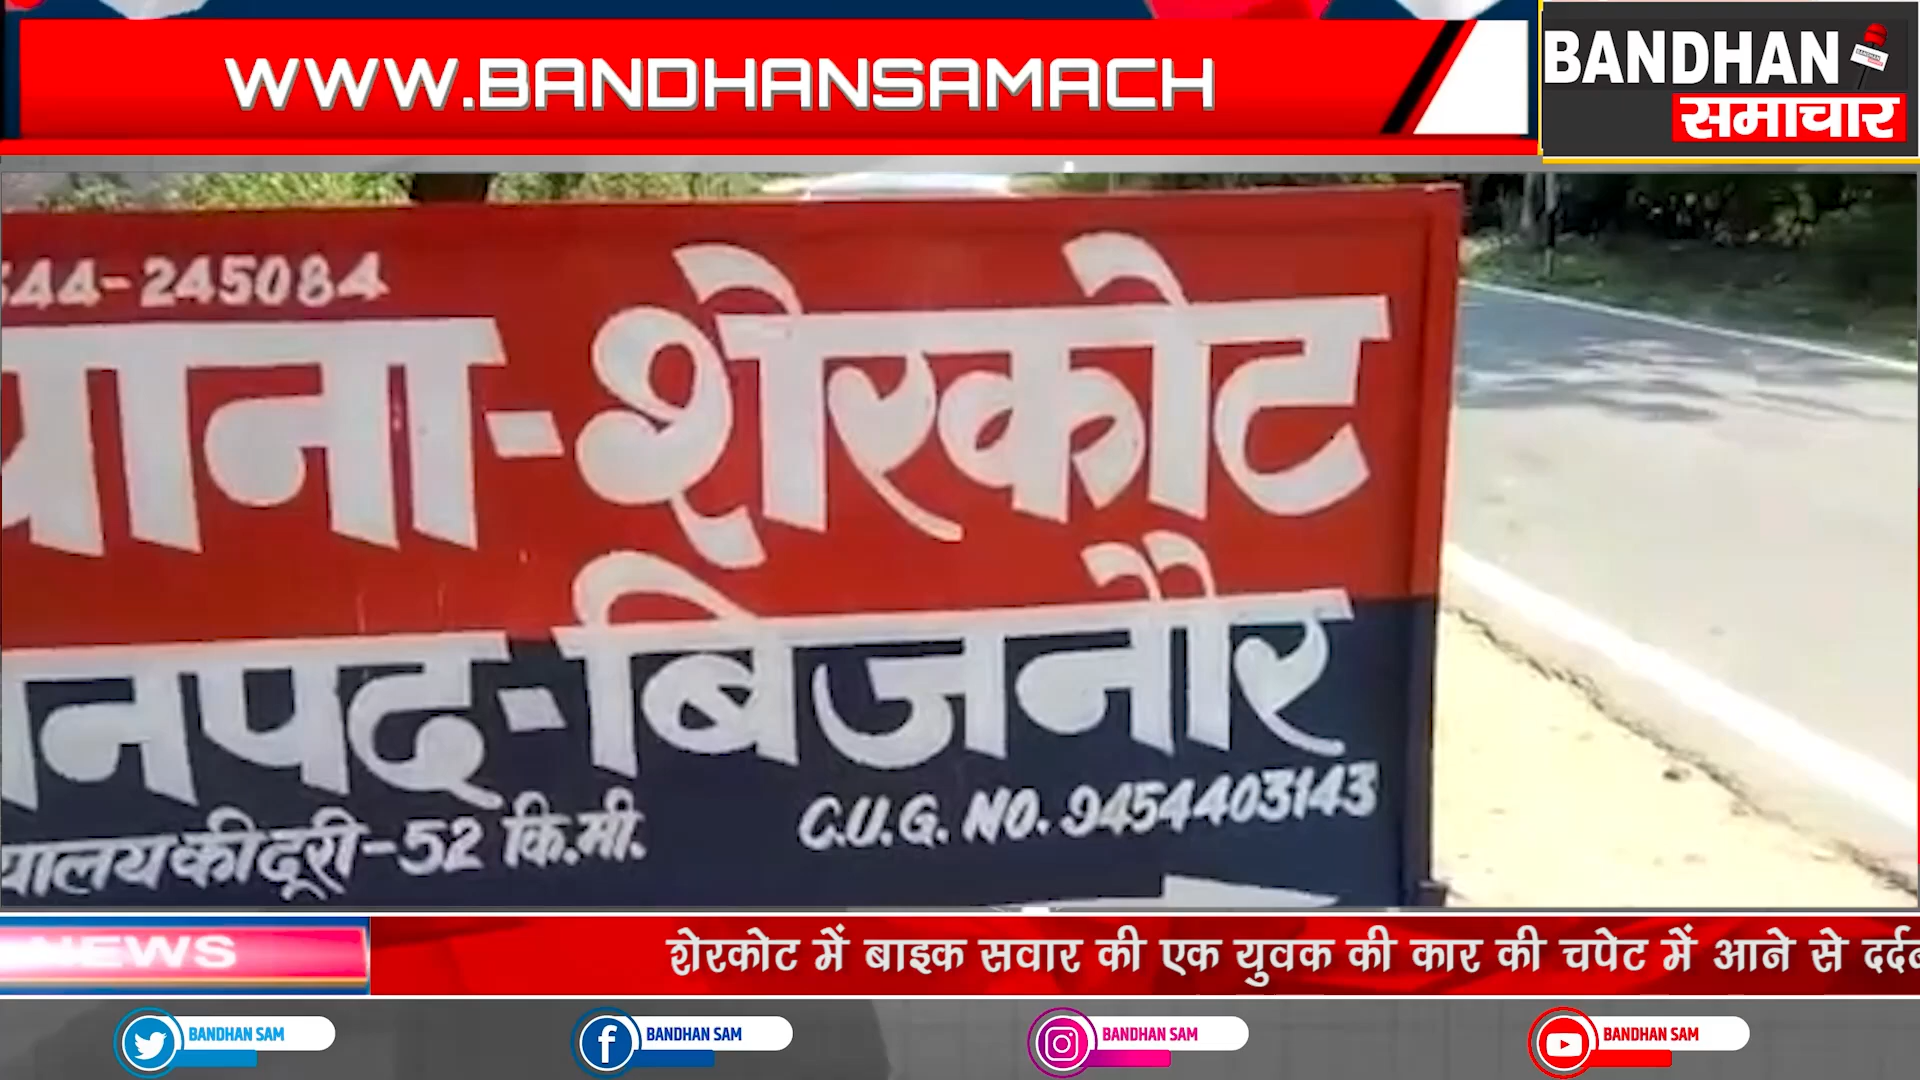 WWW.BANDHANSAMACH
BANDHAN
समाचार
44-245084
थाना-शेरकोट
नपद-बिजनौर
यालय की दूरी-52 कि.मी.
C.U.G. NO. 9454403143
NEWS
शेरकोट में बाइक सवार की एक युवक की कार की चपेट में आने से
BANDHAN SAM
BANDHAN SAM
BANDHAN SAM
BANDHAN SAM